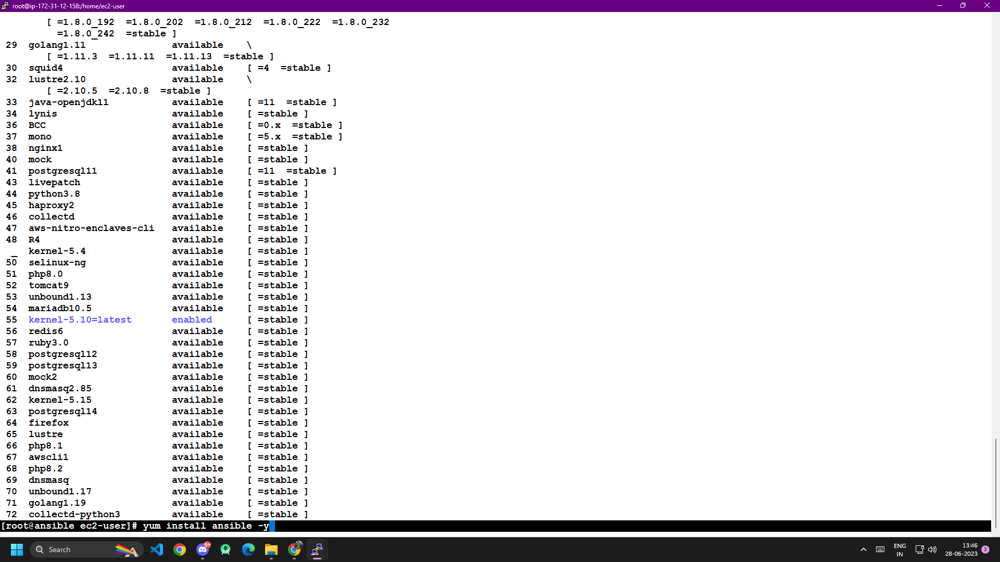 root@ip-172-31-12-158:/home/ec2-user
[ =1.8.0_192  =1.8.0_202  =1.8.0_212  =1.8.0_222  =1.8.0_232
=1.8.0_242  =stable ]
29  golang1.11  available  \
[ =1.11.3  =1.11.11  =1.11.13  =stable ]
30  squid4  available  [ =4  =stable ]
32  lustre2.10  available  \
[ =2.10.5  =2.10.8  =stable ]
33  java-openjdk11  available  [ =11  =stable ]
34  lynis  available  [ =stable ]
36  BCC  available  [ =0.x  =stable ]
37  mono  available  [ =5.x  =stable ]
38  nginx1  available  [ =stable ]
40  mock  available  [ =stable ]
41  postgresql11  available  [ =11  =stable ]
43  livepatch  available  [ =stable ]
44  python3.8  available  [ =stable ]
45  haproxy2  available  [ =stable ]
46  collectd  available  [ =stable ]
47  aws-nitro-enclaves-cli  available  [ =stable ]
48  R4  available  [ =stable ]
_  kernel-5.4  available  [ =stable ]
50  selinux-ng  available  [ =stable ]
51  php8.0  available  [ =stable ]
52  tomcat9  available  [ =stable ]
53  unbound1.13  available  [ =stable ]
54  mariadb10.5  available  [ =stable ]
55  kernel-5.10=latest  enabled  [ =stable ]
56  redis6  available  [ =stable ]
57  ruby3.0  available  [ =stable ]
58  postgresql12  available  [ =stable ]
59  postgresql13  available  [ =stable ]
60  mock2  available  [ =stable ]
61  dnsmasq2.85  available  [ =stable ]
62  kernel-5.15  available  [ =stable ]
63  postgresql14  available  [ =stable ]
64  firefox  available  [ =stable ]
65  lustre  available  [ =stable ]
66  php8.1  available  [ =stable ]
67  awscli1  available  [ =stable ]
68  php8.2  available  [ =stable ]
69  dnsmasq  available  [ =stable ]
70  unbound1.17  available  [ =stable ]
71  golang1.19  available  [ =stable ]
72  collectd-python3  available  [ =stable ]
[root@ansible ec2-user]# yum install ansible -y
Search
9+
ENG
IN
13:46
28-06-2023
3